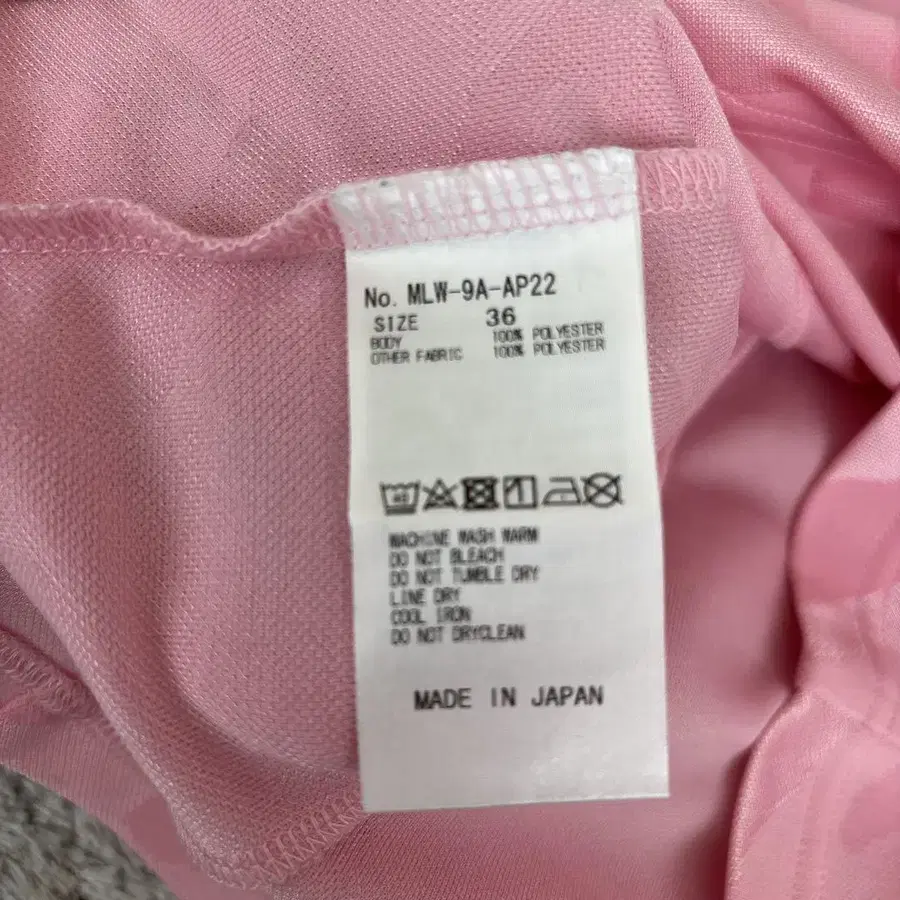 No. MLW-9A-AP22
SIZE 36
BODY 100% POLYESTER
OTHER FABRIC 100% POLYESTER
MACHINE WASH WARM
DO NOT BLEACH
DO NOT TUMBLE DRY
LINE DRY
COOL IRON
DO NOT DRYCLEAN
MADE IN JAPAN